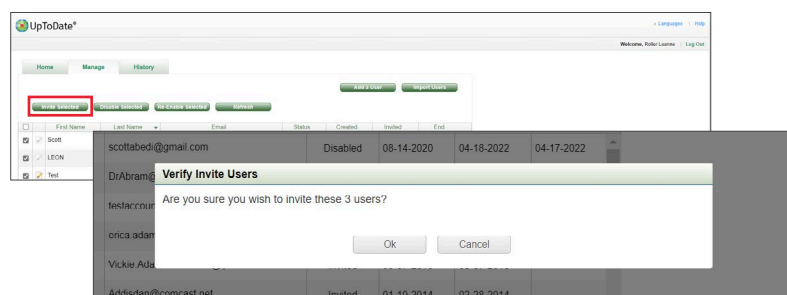 UpToDate®
Languages | Help
Welcome, Roller Leanne | Log Out
Home Manage History
Add a User Import Users
Invite Selected Disable Selected Re-Enable Selected Refresh
First Name Last Name Email Status Created Invited End
Scott
LEON
Test
scottabedi@gmail.com Disabled 08-14-2020 04-18-2022 04-17-2022
DrAbram@
testaccoun
erica.adam
Vickie.Ada
Addisdan@comcast.net Invited 01-10-2014 02-28-2014
Verify Invite Users
Are you sure you wish to invite these 3 users?
Ok Cancel